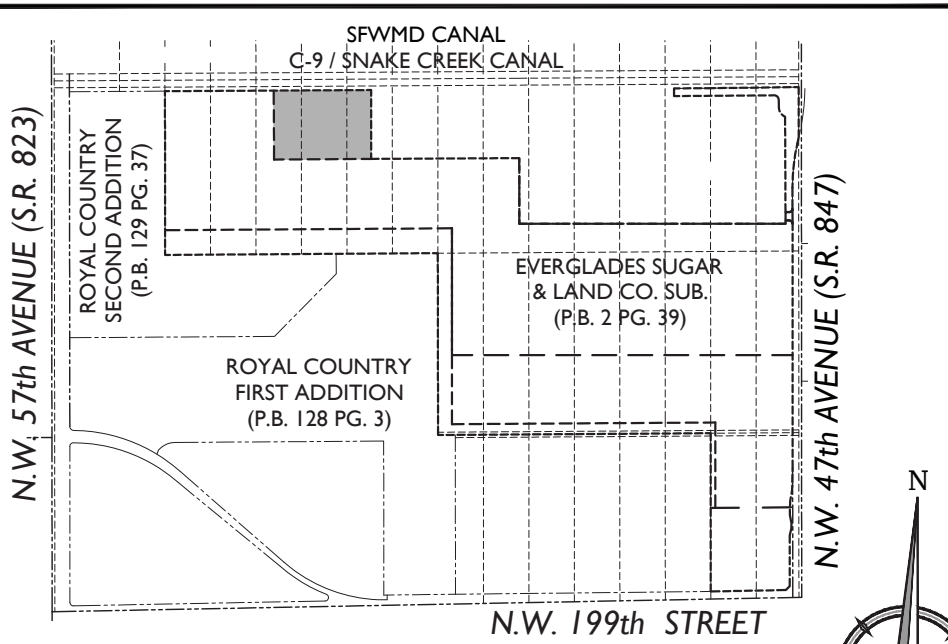 SFWMD CANAL
C-9 / SNAKE CREEK CANAL
N.W. 57th AVENUE (S.R. 823)
ROYAL COUNTRY
SECOND ADDITION
(P.B. 129 PG. 37)
EVERGLADES SUGAR
& LAND CO. SUB.
(P.B. 2 PG. 39)
N.W. 47th AVENUE (S.R. 847)
ROYAL COUNTRY
FIRST ADDITION
(P.B. 128 PG. 3)
N
N.W. 199th STREET